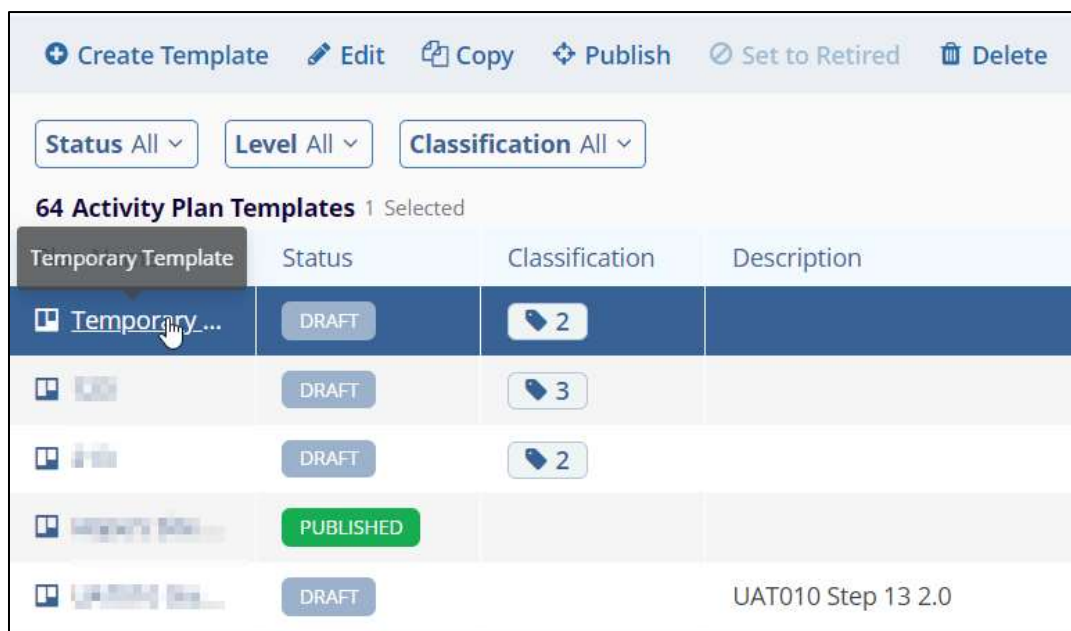 Create Template Edit Copy Publish Set to Retired Delete
Status All Level All Classification All
64 Activity Plan Templates 1 Selected
Temporary Template Status Classification Description
Temporary ... DRAFT 2
DRAFT 3
DRAFT 2
PUBLISHED
DRAFT UAT010 Step 13 2.0